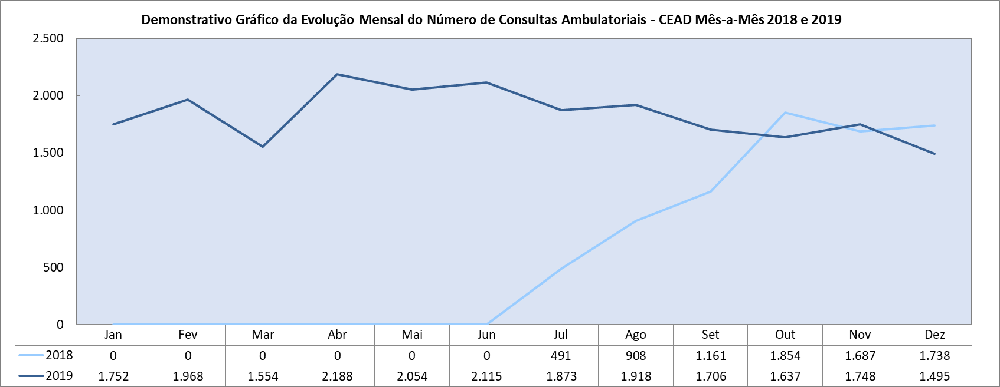 Demonstrativo Gráfico da Evolução Mensal do Número de Consultas Ambulatoriais - CEAD Mês-a-Mês 2018 e 2019
2.500
2.000
1.500
1.000
500
0
Jan Fev Mar Abr Mai Jun Jul Ago Set Out Nov Dez
2018 0 0 0 0 0 0 491 908 1.161 1.854 1.687 1.738
2019 1.752 1.968 1.554 2.188 2.054 2.115 1.873 1.918 1.706 1.637 1.748 1.495